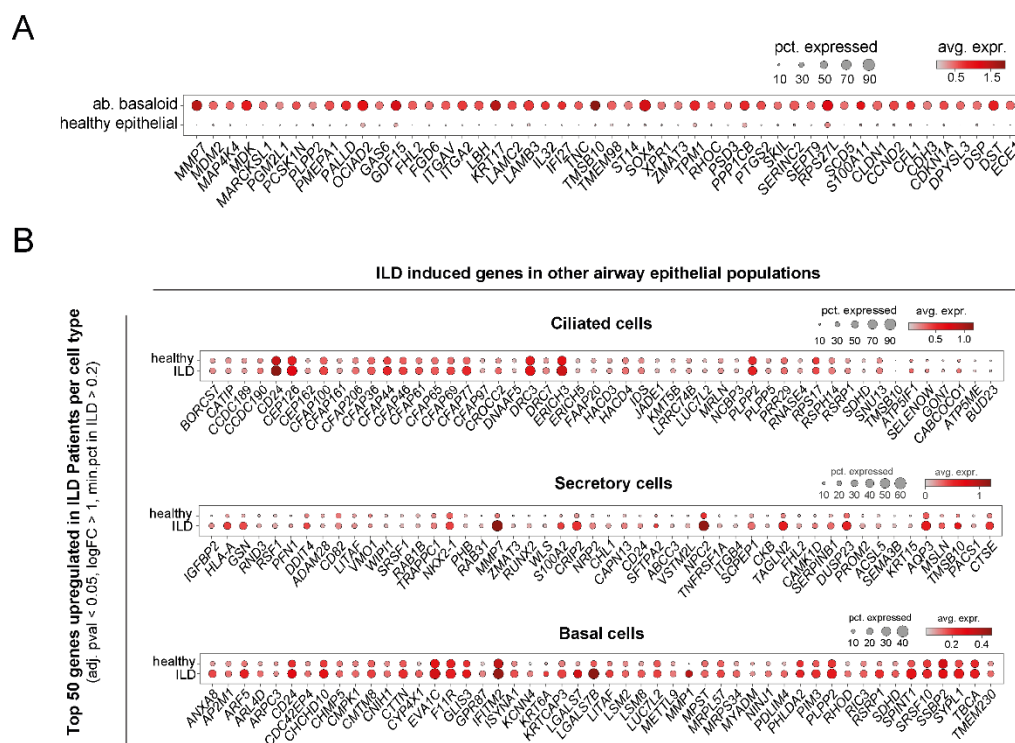 A
pct. expressed
avg. expr.
10 30 50 70 90
0.5 1.5
ab. basaloid
healthy epithelial
MMP7 MDM2 MAP4K4 MDK MARCKSL1 PGM2L1 PCSK1N PLPP2 PMEPA1 PALLD OCIAD2 GAS6 GDF15 FHL2 FGD6 ITGAV ITGA2 LBH KRT17 LAMC2 LAMB3 IL32 IFI27 TNC TMSB10 TMEM98 ST14 SOX4 XPR1 ZMAT3 TPM1 RHOC PSD3 PPP1CB PTGS2 SKIL SERINC2 SEPT9 RPS27L SCD5 S100A11 CLDN1 CCND2 CFL1 CDH3 CDKN1A DPYSL3 DSP DST ECE1
B
ILD induced genes in other airway epithelial populations
Top 50 genes upregulated in ILD Patients per cell type
(adj. pval < 0.05, logFC > 1, min.pct in ILD > 0.2)
Ciliated cells
pct. expressed
avg. expr.
10 30 50 70 90
0 0.5 1.0
healthy
ILD
BORCS7 CATIP CCDC189 CCDC190 CD24 CEP126 CEP162 CFAP100 CFAP161 CFAP206 CFAP36 CFAP44 CFAP46 CFAP61 CFAP65 CFAP69 CFAP77 CFAP97 CROCC2 DNAAF5 DRC3 DRC7 ERICH3 ERICH5 FAAP20 HACD3 HACD4 IDS JADE1 KMT5B LRRC74B LUC7L2 MRLN NCBP3 PLPP2 PLPP5 PRR29 RNASE4 RPS17 RSPH14 RSRP1 SDHD SNU13 TMSB10 ATP5IF1 SELENOW GON7 CABCOCO1 ATP5ME BUD23
Secretory cells
pct. expressed
avg. expr.
10 20 30 40 50 60
0 1
healthy
ILD
IGFBP2 HLA-A GSN RND3 RSF1 PFN1 DDIT4 ADAM28 CD82 LITAF VMO1 WIPI1 SRSF1 RAB1B TRAPPC1 NKX2-1 PHB RAB31 MMP7 ZMAT3 RUNX2 WLS S100A2 CRIP2 NRCAM CHL1 CAPN13 CD24 SFTPA2 ABCC3 VSTM2L NPC2 TNFRSF1A ITGB4 SCPEP1 CKB TAGLN2 FHL2 CAMK1D SERPINB1 DUSP23 PROM2 ACSL5 SEMA3B KRT15 AQP3 MSLN TMSB10 PACS1 CTSE
Basal cells
pct. expressed
avg. expr.
10 20 30 40
0.2 0.4
healthy
ILD
ANXA8 AP2M1 ARF5 ARL4D ARPC3 CD24 CDC42EP4 CHCHD10 CHMP5 CMPK1 CMTM8 CNIH1 CTTN CYP4X1 EVA1C F11R GLIS3 GPR87 IFITM2 ISYNA1 KCNN4 KRT6A KRTCAP3 LGALS7 LGALS7B LITAF LSM2 LSM8 LUC7L2 METTL9 MMP1 MPST MRPL57 MRPS34 MYADM NINJ1 PDLIM4 PHLDA2 PIM3 PLPP2 RHOD RIC3 RSRP1 SDHD SPINT1 SRSF10 SSBP2 SYPL1 TBCA TMEM230